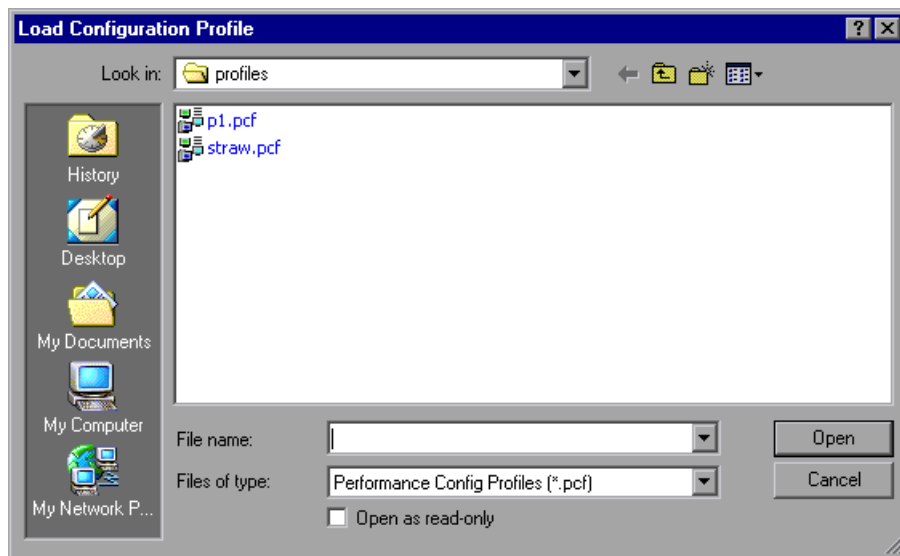 Load Configuration Profile
Look in: profiles
p1.pcf
straw.pcf
History
Desktop
My Documents
My Computer
My Network P...
File name: Open
Files of type: Performance Config Profiles (*.pcf) Cancel
Open as read-only